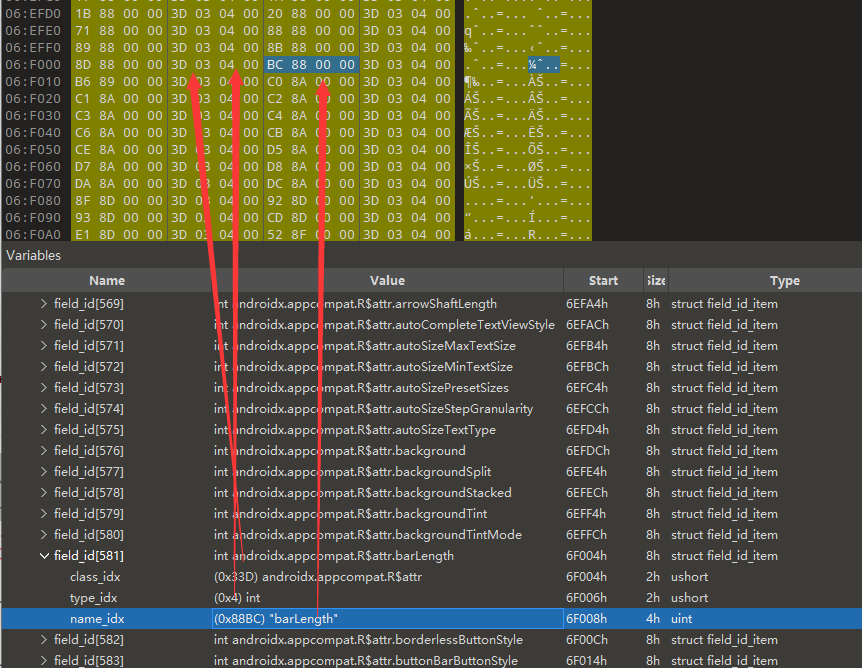 06:EFD0 1B 88 00 00 3D 03 04 00 20 88 00 00 3D 03 04 00
06:EFE0 71 88 00 00 3D 03 04 00 88 88 00 00 3D 03 04 00
06:EFF0 89 88 00 00 3D 03 04 00 8B 88 00 00 3D 03 04 00
06:F000 8D 88 00 00 3D 03 04 00 BC 88 00 00 3D 03 04 00
06:F010 B6 89 00 00 3D 03 04 00 C0 8A 00 00 3D 03 04 00
06:F020 C1 8A 00 00 3D 03 04 00 C2 8A 00 00 3D 03 04 00
06:F030 C3 8A 00 00 3D 03 04 00 C4 8A 00 00 3D 03 04 00
06:F040 C6 8A 00 00 3D 03 04 00 CB 8A 00 00 3D 03 04 00
06:F050 CE 8A 00 00 3D 03 04 00 D5 8A 00 00 3D 03 04 00
06:F060 D7 8A 00 00 3D 03 04 00 D8 8A 00 00 3D 03 04 00
06:F070 DA 8A 00 00 3D 03 04 00 DC 8A 00 00 3D 03 04 00
06:F080 8F 8D 00 00 3D 03 04 00 92 8D 00 00 3D 03 04 00
06:F090 93 8D 00 00 3D 03 04 00 CD 8D 00 00 3D 03 04 00
06:F0A0 E1 8D 00 00 3D 03 04 00 52 8F 00 00 3D 03 04 00
Variables
Name Value Start Size Type
field_id[569] int androidx.appcompat.R$attr.arrowShaftLength 6EFA4h 8h struct field_id_item
field_id[570] int androidx.appcompat.R$attr.autoCompleteTextViewStyle 6EFACh 8h struct field_id_item
field_id[571] int androidx.appcompat.R$attr.autoSizeMaxTextSize 6EFB4h 8h struct field_id_item
field_id[572] int androidx.appcompat.R$attr.autoSizeMinTextSize 6EFBCh 8h struct field_id_item
field_id[573] int androidx.appcompat.R$attr.autoSizePresetSizes 6EFC4h 8h struct field_id_item
field_id[574] int androidx.appcompat.R$attr.autoSizeStepGranularity 6EFCCh 8h struct field_id_item
field_id[575] int androidx.appcompat.R$attr.autoSizeTextType 6EFD4h 8h struct field_id_item
field_id[576] int androidx.appcompat.R$attr.background 6EFDCh 8h struct field_id_item
field_id[577] int androidx.appcompat.R$attr.backgroundSplit 6EFE4h 8h struct field_id_item
field_id[578] int androidx.appcompat.R$attr.backgroundStacked 6EFECh 8h struct field_id_item
field_id[579] int androidx.appcompat.R$attr.backgroundTint 6EFF4h 8h struct field_id_item
field_id[580] int androidx.appcompat.R$attr.backgroundTintMode 6EFFCh 8h struct field_id_item
field_id[581] int androidx.appcompat.R$attr.barLength 6F004h 8h struct field_id_item
class_idx (0x33D) androidx.appcompat.R$attr 6F004h 2h ushort
type_idx (0x4) int 6F006h 2h ushort
name_idx (0x88BC) "barLength" 6F008h 4h uint
field_id[582] int androidx.appcompat.R$attr.borderlessButtonStyle 6F00Ch 8h struct field_id_item
field_id[583] int androidx.appcompat.R$attr.buttonBarButtonStyle 6F014h 8h struct field_id_item